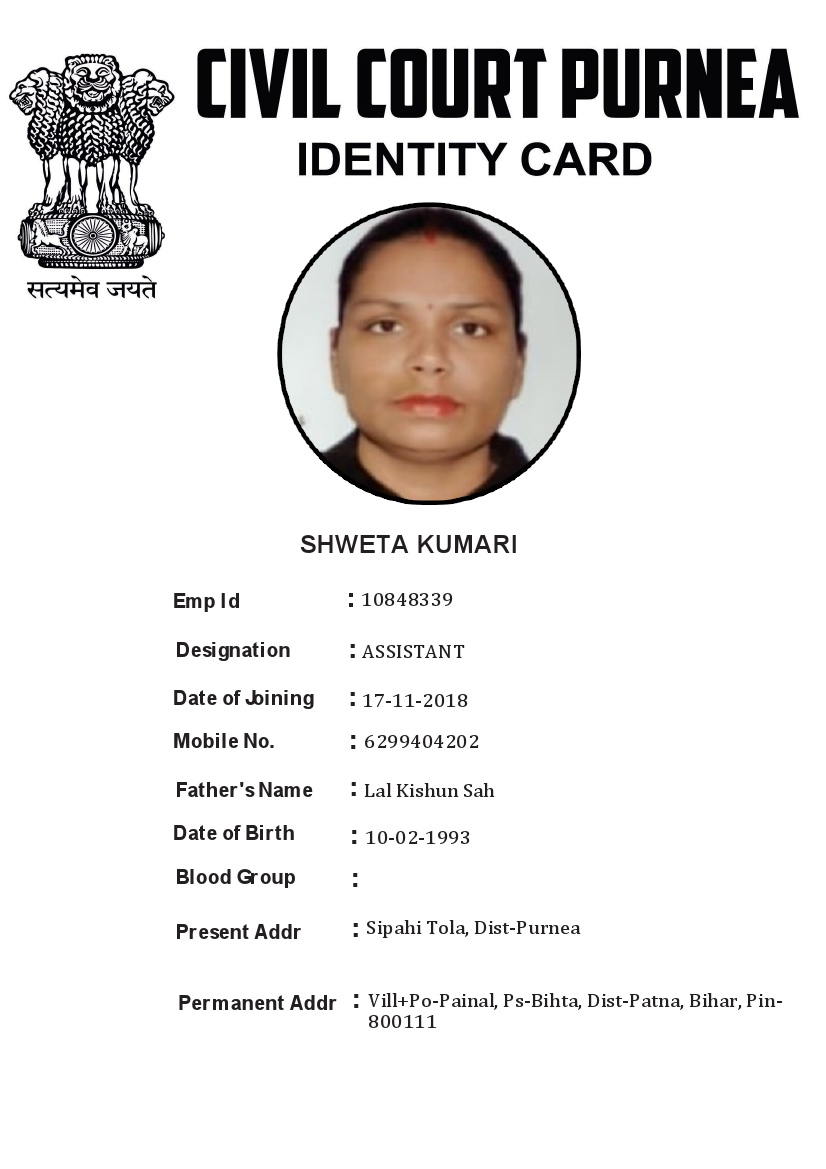 CIVIL COURT PURNEA
IDENTITY CARD
सत्यमेव जयते
SHWETA KUMARI
Emp Id : 10848339
Designation : ASSISTANT
Date of Joining : 17-11-2018
Mobile No. : 6299404202
Father's Name : Lal Kishun Sah
Date of Birth : 10-02-1993
Blood Group :
Present Addr : Sipahi Tola, Dist-Purnea
Permanent Addr : Vill+Po-Painal, Ps-Bihta, Dist-Patna, Bihar, Pin-
800111